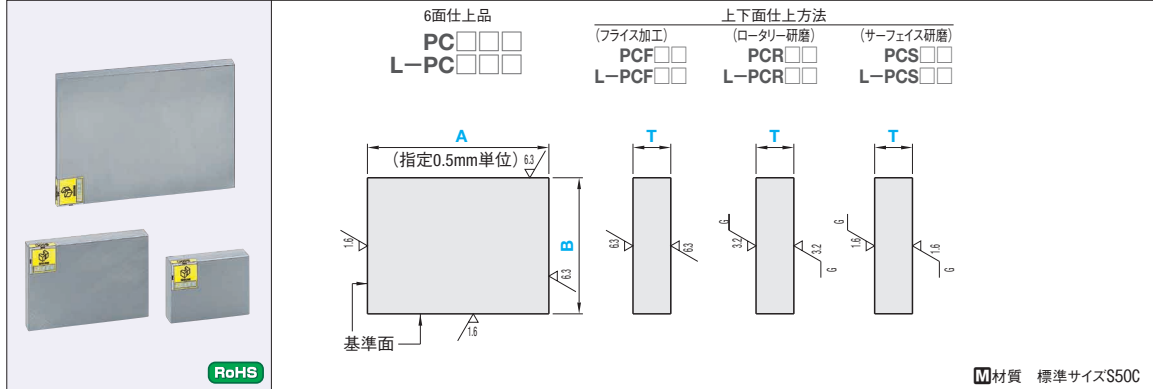 6面仕上品
PC□□□
L−PC□□□
上下面仕上方法
(フライス加工)
PCF□□
L−PCF□□
(ロータリー研磨)
PCR□□
L−PCR□□
(サーフェイス研磨)
PCS□□
L−PCS□□
A
(指定0.5mm単位)
6.3
1.6
B
6.3
1.6
基準面
T
6.3
6.3
T
G
3.2
3.2
G
T
G
1.6
1.6
G
RoHS
M材質 標準サイズS50C